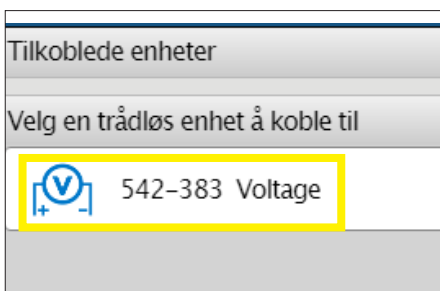 Tilkoblede enheter
Velg en trådløs enhet å koble til
V
+ -
542–383 Voltage